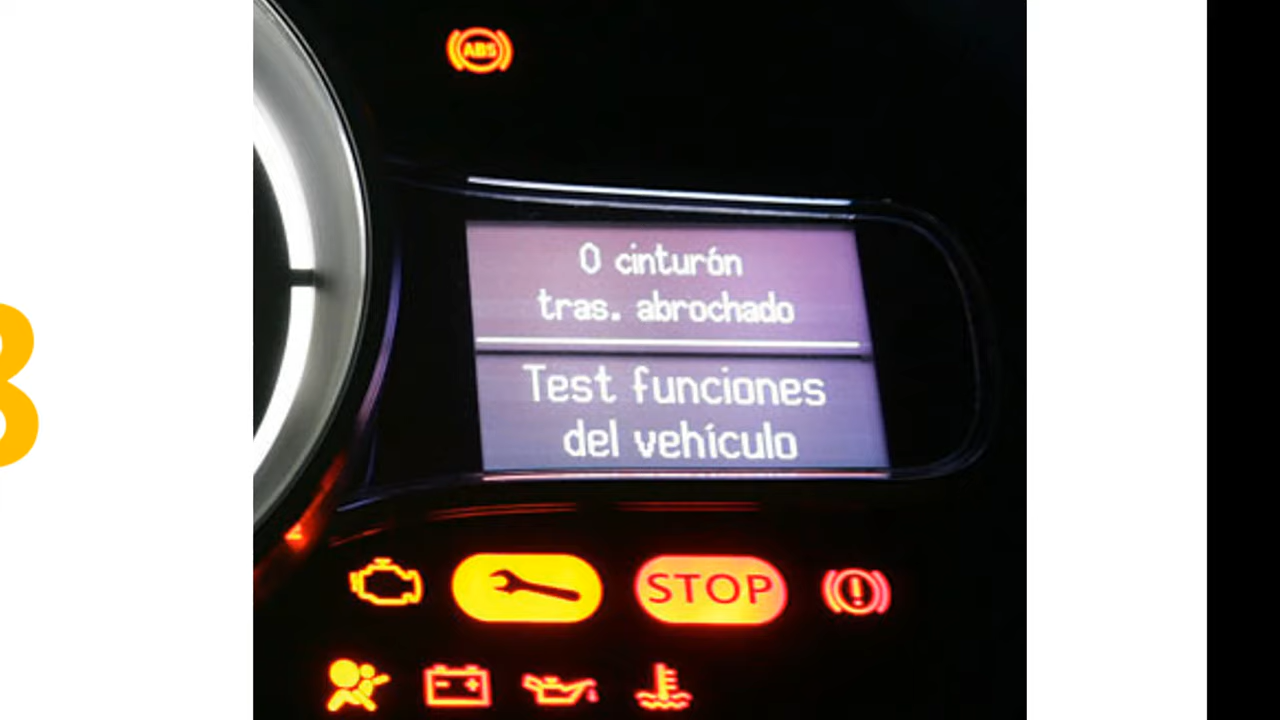 ABS
0 cinturón
tras. abrochado
Test funciones
del vehículo
STOP